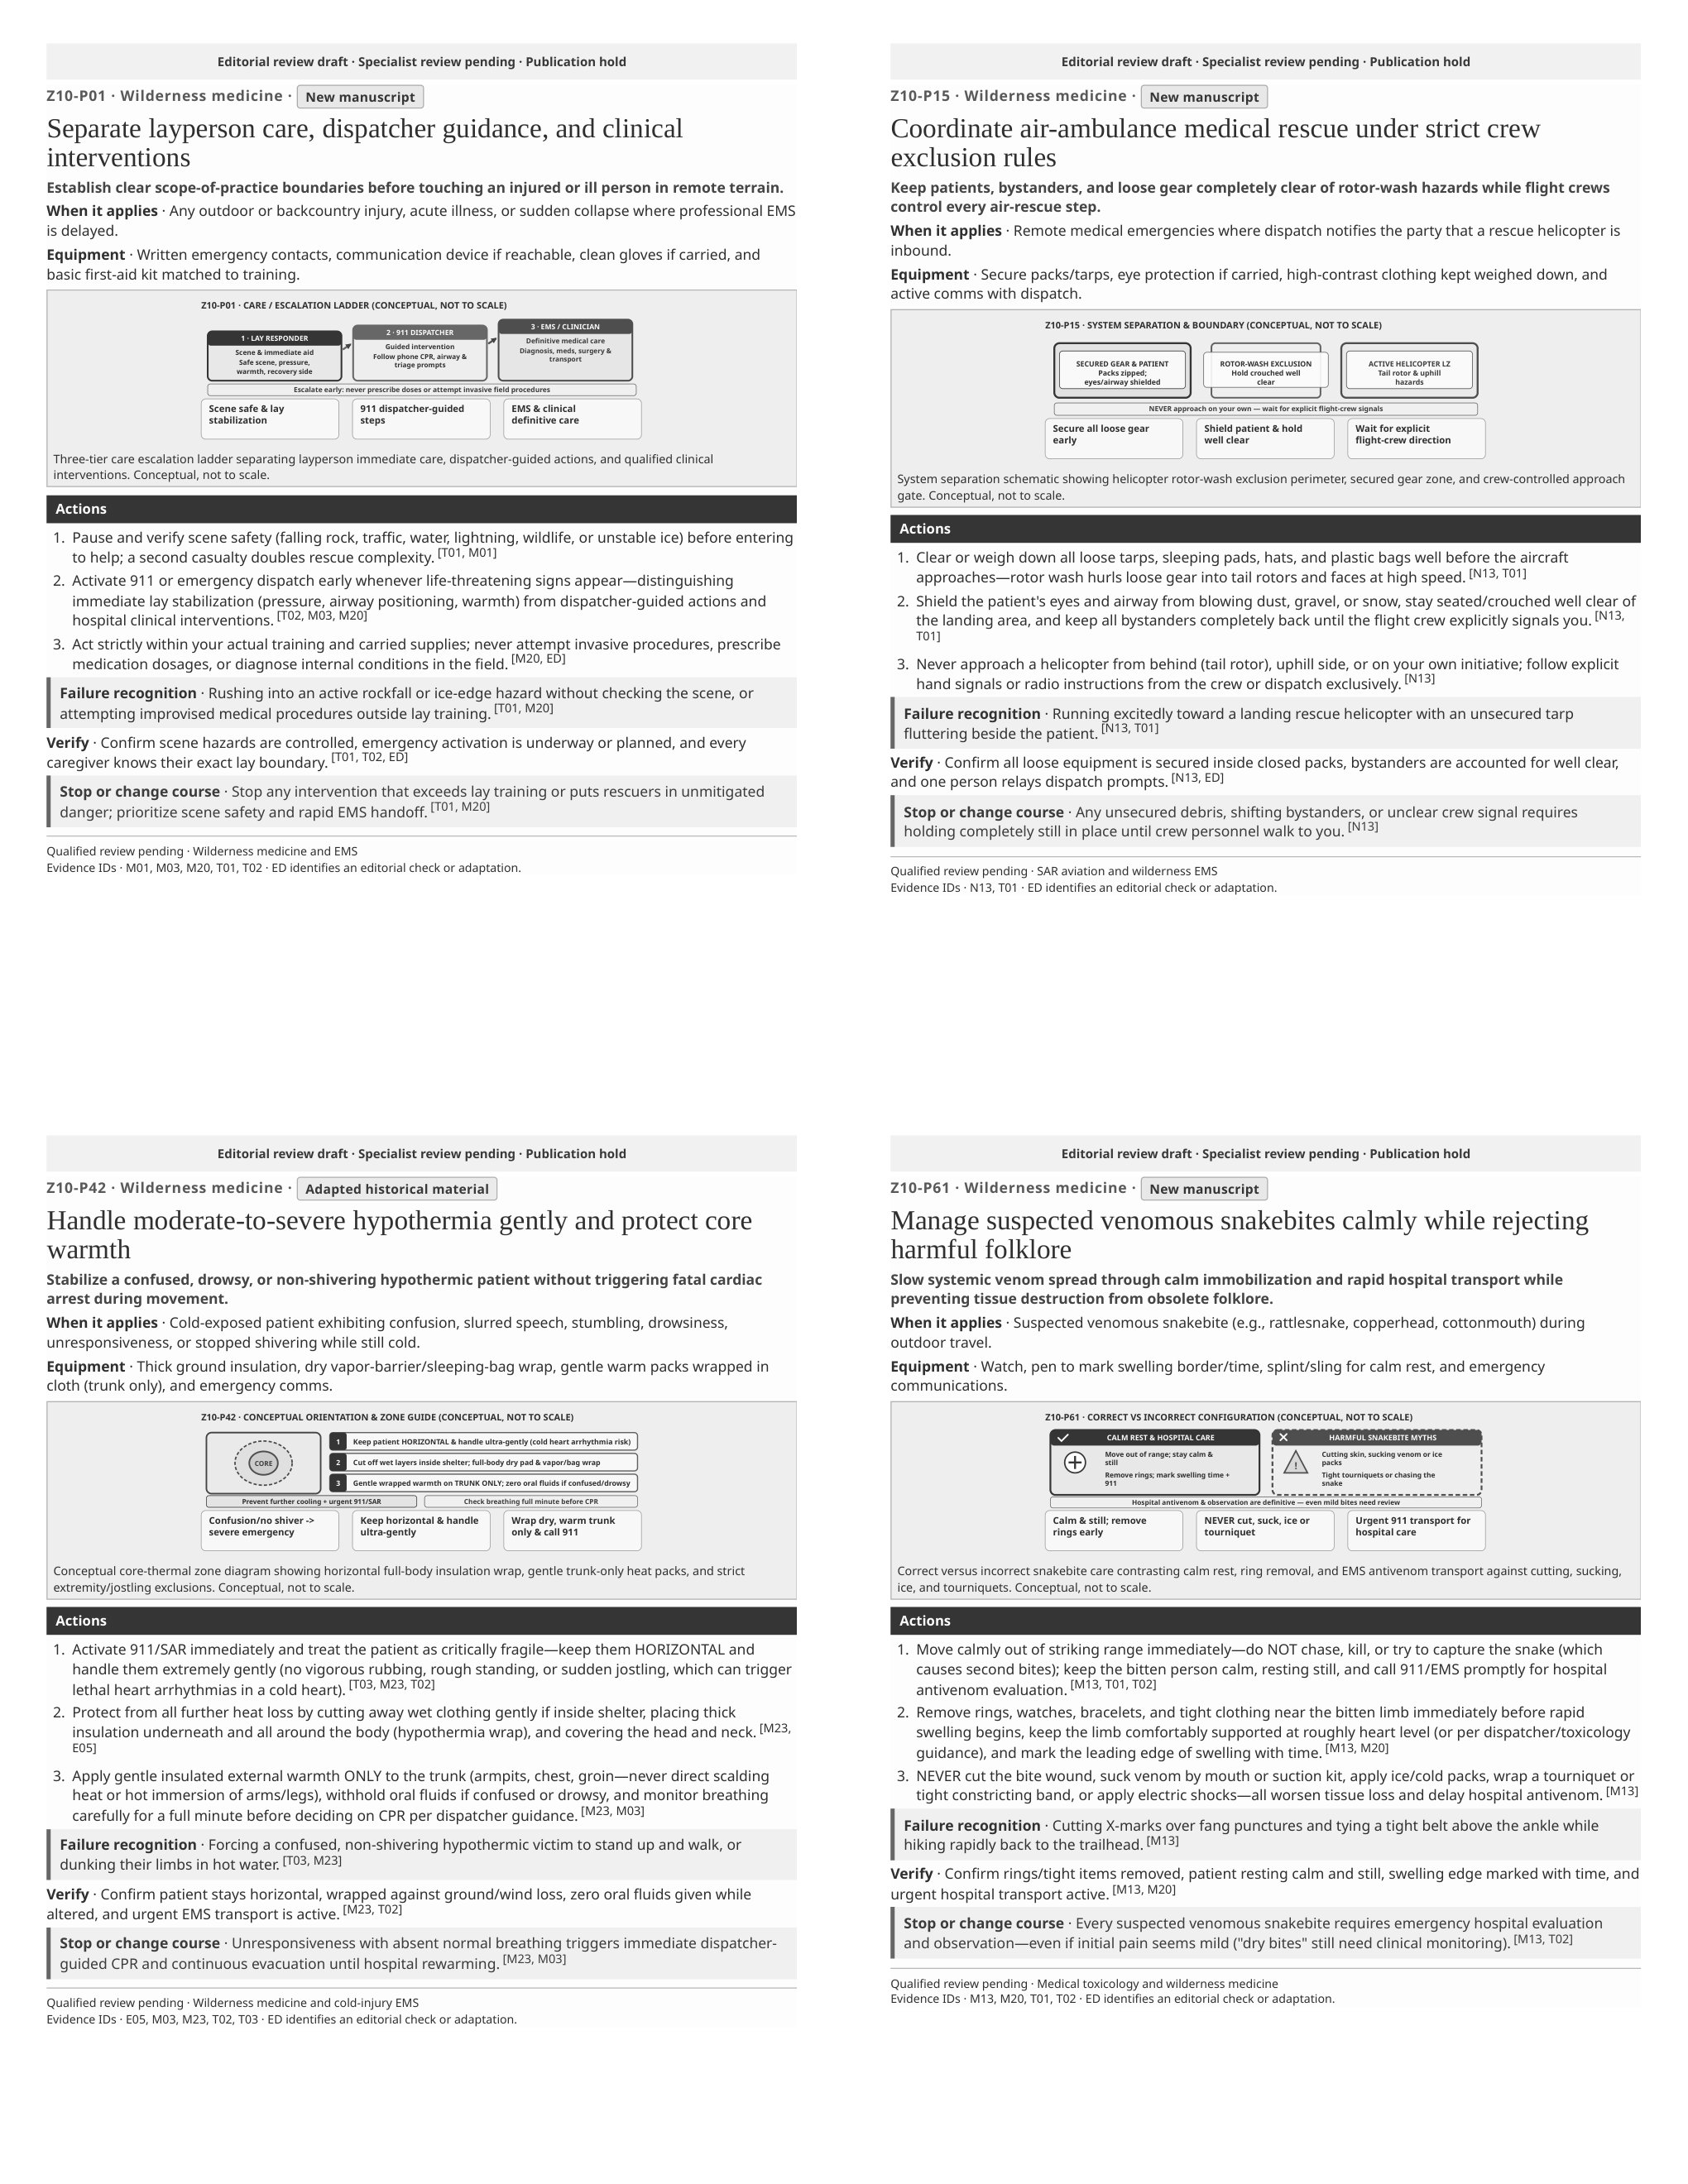 Editorial review draft · Specialist review pending · Publication hold
Z10-P01 · Wilderness medicine · New manuscript
Separate layperson care, dispatcher guidance, and clinical
interventions
Establish clear scope-of-practice boundaries before touching an injured or ill person in remote terrain.
When it applies · Any outdoor or backcountry injury, acute illness, or sudden collapse where professional EMS
is delayed.
Equipment · Written emergency contacts, communication device if reachable, clean gloves if carried, and
basic first-aid kit matched to training.
Z10-P01 · CARE / ESCALATION LADDER (CONCEPTUAL, NOT TO SCALE)
1 · LAY RESPONDER
Scene & immediate aid
Safe scene, pressure,
warmth, recovery side
2 · 911 DISPATCHER
Guided intervention
Follow phone CPR, airway &
triage prompts
3 · EMS / CLINICIAN
Definitive medical care
Diagnosis, meds, surgery &
transport
Escalate early: never prescribe doses or attempt invasive field procedures
Scene safe & lay
stabilization
911 dispatcher-guided
steps
EMS & clinical
definitive care
Three-tier care escalation ladder separating layperson immediate care, dispatcher-guided actions, and qualified clinical
interventions. Conceptual, not to scale.
Actions
1. Pause and verify scene safety (falling rock, traffic, water, lightning, wildlife, or unstable ice) before entering
to help; a second casualty doubles rescue complexity. [T01, M01]
2. Activate 911 or emergency dispatch early whenever life-threatening signs appear—distinguishing
immediate lay stabilization (pressure, airway positioning, warmth) from dispatcher-guided actions and
hospital clinical interventions. [T02, M03, M20]
3. Act strictly within your actual training and carried supplies; never attempt invasive procedures, prescribe
medication dosages, or diagnose internal conditions in the field. [M20, ED]
Failure recognition · Rushing into an active rockfall or ice-edge hazard without checking the scene, or
attempting improvised medical procedures outside lay training. [T01, M20]
Verify · Confirm scene hazards are controlled, emergency activation is underway or planned, and every
caregiver knows their exact lay boundary. [T01, T02, ED]
Stop or change course · Stop any intervention that exceeds lay training or puts rescuers in unmitigated
danger; prioritize scene safety and rapid EMS handoff. [T01, M20]
Qualified review pending · Wilderness medicine and EMS
Evidence IDs · M01, M03, M20, T01, T02 · ED identifies an editorial check or adaptation.
Editorial review draft · Specialist review pending · Publication hold
Z10-P15 · Wilderness medicine · New manuscript
Coordinate air-ambulance medical rescue under strict crew
exclusion rules
Keep patients, bystanders, and loose gear completely clear of rotor-wash hazards while flight crews
control every air-rescue step.
When it applies · Remote medical emergencies where dispatch notifies the party that a rescue helicopter is
inbound.
Equipment · Secure packs/tarps, eye protection if carried, high-contrast clothing kept weighed down, and
active comms with dispatch.
Z10-P15 · SYSTEM SEPARATION & BOUNDARY (CONCEPTUAL, NOT TO SCALE)
SECURED GEAR & PATIENT
Packs zipped;
eyes/airway shielded
ROTOR-WASH EXCLUSION
Hold crouched well
clear
ACTIVE HELICOPTER LZ
Tail rotor & uphill
hazards
NEVER approach on your own — wait for explicit flight-crew signals
Secure all loose gear
early
Shield patient & hold
well clear
Wait for explicit
flight-crew direction
System separation schematic showing helicopter rotor-wash exclusion perimeter, secured gear zone, and crew-controlled approach
gate. Conceptual, not to scale.
Actions
1. Clear or weigh down all loose tarps, sleeping pads, hats, and plastic bags well before the aircraft
approaches—rotor wash hurls loose gear into tail rotors and faces at high speed. [N13, T01]
2. Shield the patient's eyes and airway from blowing dust, gravel, or snow, stay seated/crouched well clear of
the landing area, and keep all bystanders completely back until the flight crew explicitly signals you. [N13,
T01]
3. Never approach a helicopter from behind (tail rotor), uphill side, or on your own initiative; follow explicit
hand signals or radio instructions from the crew or dispatch exclusively. [N13]
Failure recognition · Running excitedly toward a landing rescue helicopter with an unsecured tarp
fluttering beside the patient. [N13, T01]
Verify · Confirm all loose equipment is secured inside closed packs, bystanders are accounted for well clear,
and one person relays dispatch prompts. [N13, ED]
Stop or change course · Any unsecured debris, shifting bystanders, or unclear crew signal requires
holding completely still in place until crew personnel walk to you. [N13]
Qualified review pending · SAR aviation and wilderness EMS
Evidence IDs · N13, T01 · ED identifies an editorial check or adaptation.
Editorial review draft · Specialist review pending · Publication hold
Z10-P42 · Wilderness medicine · Adapted historical material
Handle moderate-to-severe hypothermia gently and protect core
warmth
Stabilize a confused, drowsy, or non-shivering hypothermic patient without triggering fatal cardiac
arrest during movement.
When it applies · Cold-exposed patient exhibiting confusion, slurred speech, stumbling, drowsiness,
unresponsiveness, or stopped shivering while still cold.
Equipment · Thick ground insulation, dry vapor-barrier/sleeping-bag wrap, gentle warm packs wrapped in
cloth (trunk only), and emergency comms.
Z10-P42 · CONCEPTUAL ORIENTATION & ZONE GUIDE (CONCEPTUAL, NOT TO SCALE)
CORE
1 Keep patient HORIZONTAL & handle ultra-gently (cold heart arrhythmia risk)
2 Cut off wet layers inside shelter; full-body dry pad & vapor/bag wrap
3 Gentle wrapped warmth on TRUNK ONLY; zero oral fluids if confused/drowsy
Prevent further cooling + urgent 911/SAR
Check breathing full minute before CPR
Confusion/no shiver ->
severe emergency
Keep horizontal & handle
ultra-gently
Wrap dry, warm trunk
only & call 911
Conceptual core-thermal zone diagram showing horizontal full-body insulation wrap, gentle trunk-only heat packs, and strict
extremity/jostling exclusions. Conceptual, not to scale.
Actions
1. Activate 911/SAR immediately and treat the patient as critically fragile—keep them HORIZONTAL and
handle them extremely gently (no vigorous rubbing, rough standing, or sudden jostling, which can trigger
lethal heart arrhythmias in a cold heart). [T03, M23, T02]
2. Protect from all further heat loss by cutting away wet clothing gently if inside shelter, placing thick
insulation underneath and all around the body (hypothermia wrap), and covering the head and neck. [M23,
E05]
3. Apply gentle insulated external warmth ONLY to the trunk (armpits, chest, groin—never direct scalding
heat or hot immersion of arms/legs), withhold oral fluids if confused or drowsy, and monitor breathing
carefully for a full minute before deciding on CPR per dispatcher guidance. [M23, M03]
Failure recognition · Forcing a confused, non-shivering hypothermic victim to stand up and walk, or
dunking their limbs in hot water. [T03, M23]
Verify · Confirm patient stays horizontal, wrapped against ground/wind loss, zero oral fluids given while
altered, and urgent EMS transport is active. [M23, T02]
Stop or change course · Unresponsiveness with absent normal breathing triggers immediate dispatcher-
guided CPR and continuous evacuation until hospital rewarming. [M23, M03]
Qualified review pending · Wilderness medicine and cold-injury EMS
Evidence IDs · E05, M03, M23, T02, T03 · ED identifies an editorial check or adaptation.
Editorial review draft · Specialist review pending · Publication hold
Z10-P61 · Wilderness medicine · New manuscript
Manage suspected venomous snakebites calmly while rejecting
harmful folklore
Slow systemic venom spread through calm immobilization and rapid hospital transport while
preventing tissue destruction from obsolete folklore.
When it applies · Suspected venomous snakebite (e.g., rattlesnake, copperhead, cottonmouth) during
outdoor travel.
Equipment · Watch, pen to mark swelling border/time, splint/sling for calm rest, and emergency
communications.
Z10-P61 · CORRECT VS INCORRECT CONFIGURATION (CONCEPTUAL, NOT TO SCALE)
CALM REST & HOSPITAL CARE
Move out of range; stay calm &
still
Remove rings; mark swelling time +
911
HARMFUL SNAKEBITE MYTHS
!
Cutting skin, sucking venom or ice
packs
Tight tourniquets or chasing the
snake
Hospital antivenom & observation are definitive — even mild bites need review
Calm & still; remove
rings early
NEVER cut, suck, ice or
tourniquet
Urgent 911 transport for
hospital care
Correct versus incorrect snakebite care contrasting calm rest, ring removal, and EMS antivenom transport against cutting, sucking,
ice, and tourniquets. Conceptual, not to scale.
Actions
1. Move calmly out of striking range immediately—do NOT chase, kill, or try to capture the snake (which
causes second bites); keep the bitten person calm, resting still, and call 911/EMS promptly for hospital
antivenom evaluation. [M13, T01, T02]
2. Remove rings, watches, bracelets, and tight clothing near the bitten limb immediately before rapid
swelling begins, keep the limb comfortably supported at roughly heart level (or per dispatcher/toxicology
guidance), and mark the leading edge of swelling with time. [M13, M20]
3. NEVER cut the bite wound, suck venom by mouth or suction kit, apply ice/cold packs, wrap a tourniquet or
tight constricting band, or apply electric shocks—all worsen tissue loss and delay hospital antivenom. [M13]
Failure recognition · Cutting X-marks over fang punctures and tying a tight belt above the ankle while
hiking rapidly back to the trailhead. [M13]
Verify · Confirm rings/tight items removed, patient resting calm and still, swelling edge marked with time, and
urgent hospital transport active. [M13, M20]
Stop or change course · Every suspected venomous snakebite requires emergency hospital evaluation
and observation—even if initial pain seems mild ("dry bites" still need clinical monitoring). [M13, T02]
Qualified review pending · Medical toxicology and wilderness medicine
Evidence IDs · M13, M20, T01, T02 · ED identifies an editorial check or adaptation.